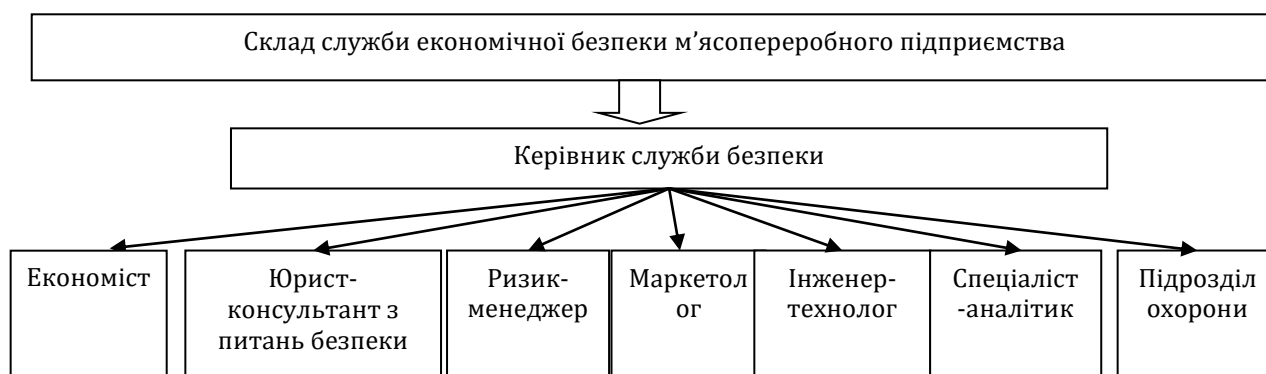 Склад служби економічної безпеки м’ясопереробного підприємства
Керівник служби безпеки
Економіст
Юрист-
консультант з
питань безпеки
Ризик-
менеджер
Маркетол
ог
Інженер-
технолог
Спеціаліст
-аналітик
Підрозділ
охорони